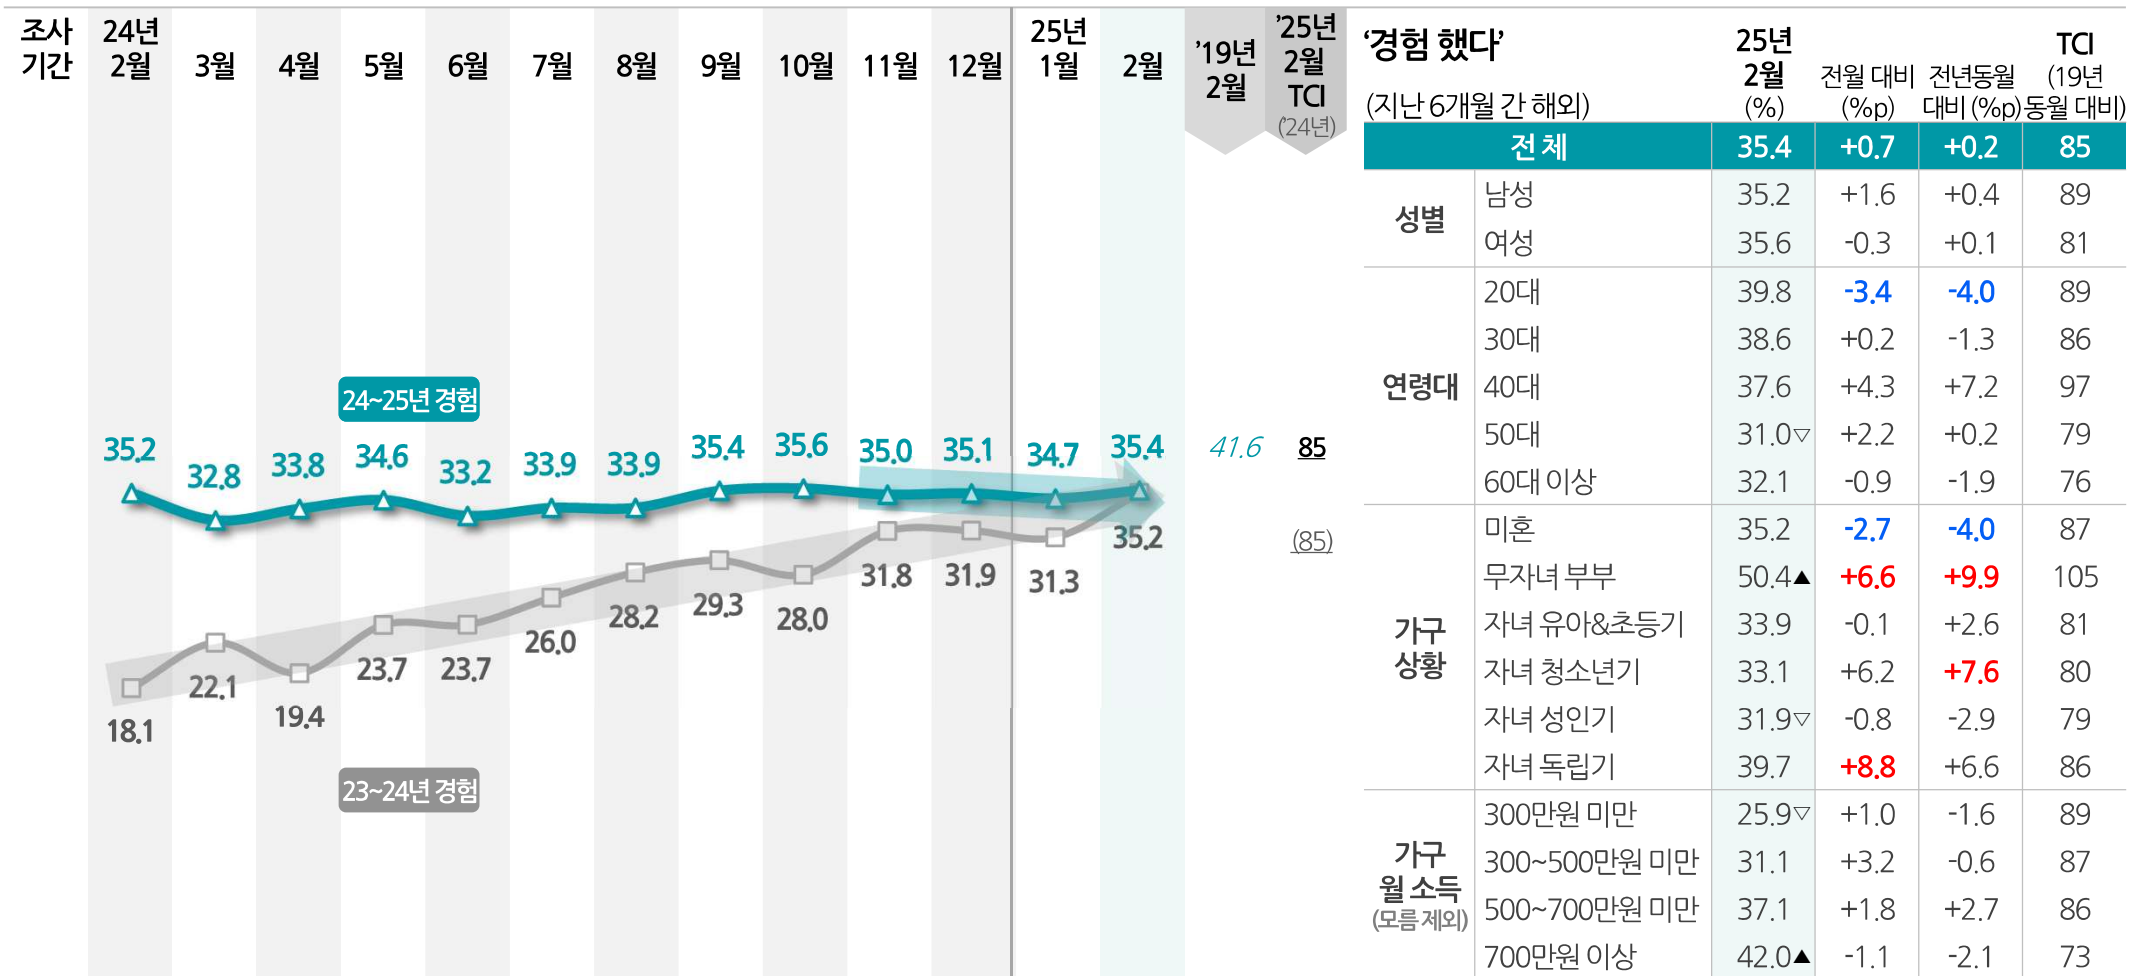 조사
기간
24년
2월
3월
4월
5월
6월
7월
8월
9월
10월
11월
12월
25년
1월
2월
’19년
2월
’25년
2월
TCI
(’24년)
24~25년 경험
35.2
32.8
33.8
34.6
33.2
33.9
33.9
35.4
35.6
35.0
35.1
34.7
35.4
41.6
85
18.1
22.1
19.4
23.7
23.7
26.0
28.2
29.3
28.0
31.8
31.9
31.3
35.2
(85)
23~24년 경험
‘경험 했다’
(지난 6개월 간 해외)
25년
2월
(%)
전월 대비
(%p)
전년동월
대비 (%p)
TCI
(19년
동월 대비)
전 체 35.4 +0.7 +0.2 85
성별
남성 35.2 +1.6 +0.4 89
여성 35.6 -0.3 +0.1 81
연령대
20대 39.8 -3.4 -4.0 89
30대 38.6 +0.2 -1.3 86
40대 37.6 +4.3 +7.2 97
50대 31.0▽ +2.2 +0.2 79
60대 이상 32.1 -0.9 -1.9 76
가구
상황
미혼 35.2 -2.7 -4.0 87
무자녀 부부 50.4▲ +6.6 +9.9 105
자녀 유아&초등기 33.9 -0.1 +2.6 81
자녀 청소년기 33.1 +6.2 +7.6 80
자녀 성인기 31.9▽ -0.8 -2.9 79
자녀 독립기 39.7 +8.8 +6.6 86
가구
월 소득
(모름 제외)
300만원 미만 25.9▽ +1.0 -1.6 89
300~500만원 미만 31.1 +3.2 -0.6 87
500~700만원 미만 37.1 +1.8 +2.7 86
700만원 이상 42.0▲ -1.1 -2.1 73